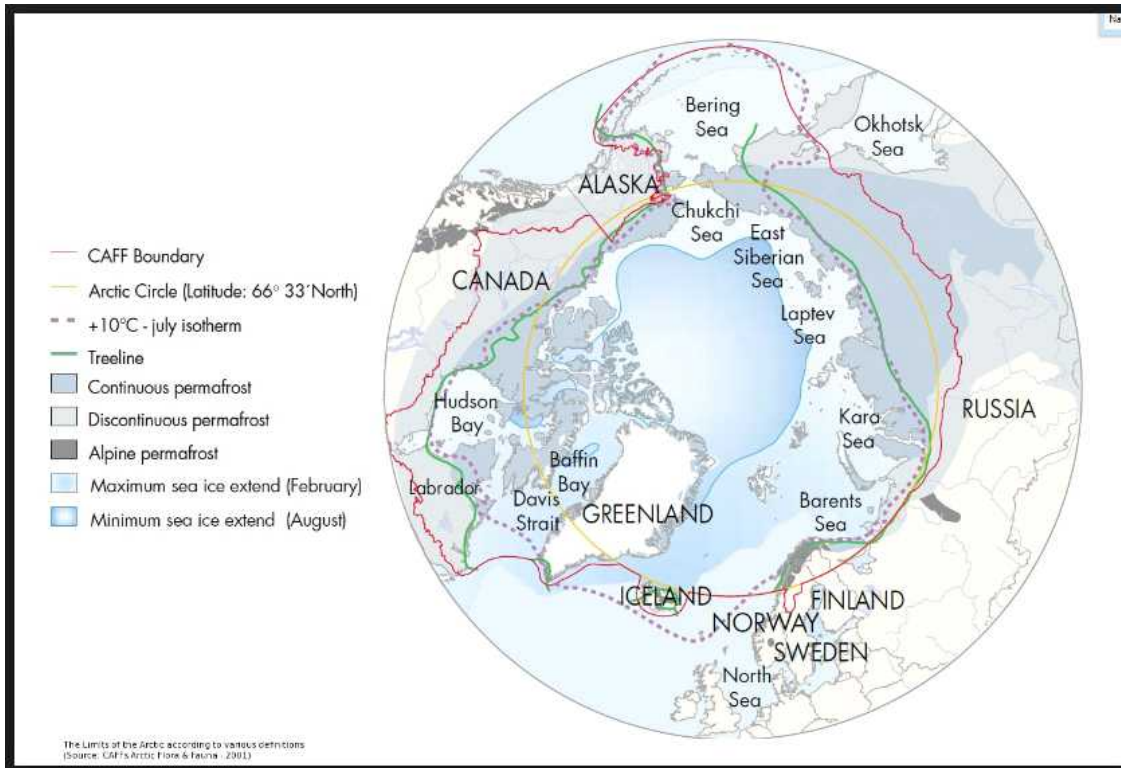 Na
Bering
Sea
Okhotsk
Sea
ALASKA
Chukchi
Sea
East
Siberian
Sea
CANADA
Laptev
Sea
CAFF Boundary
Arctic Circle (Latitude: 66° 33´North)
+10°C - july isotherm
Treeline
Continuous permafrost
Discontinuous permafrost
Alpine permafrost
Maximum sea ice extend (February)
Minimum sea ice extend (August)
Hudson
Bay
RUSSIA
Kara
Sea
Baffin
Bay
Labrador
Davis
Strait
GREENLAND
Barents
Sea
ICELAND
FINLAND
NORWAY
SWEDEN
North
Sea
The Limits of the Arctic according to various definitions
(Source: CAFFs Arctic Flora & Fauna - 2001)